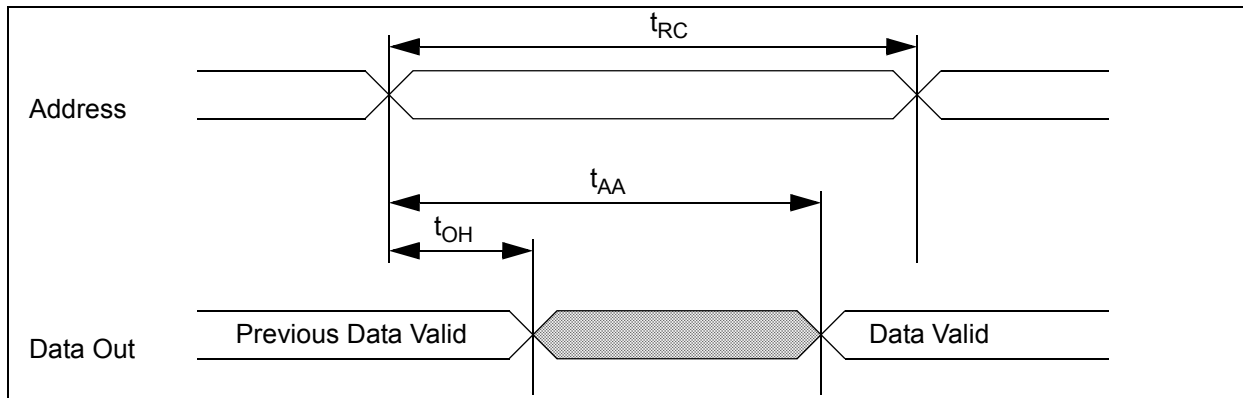 tRC
Address
tAA
tOH
Data Out
Previous Data Valid
Data Valid